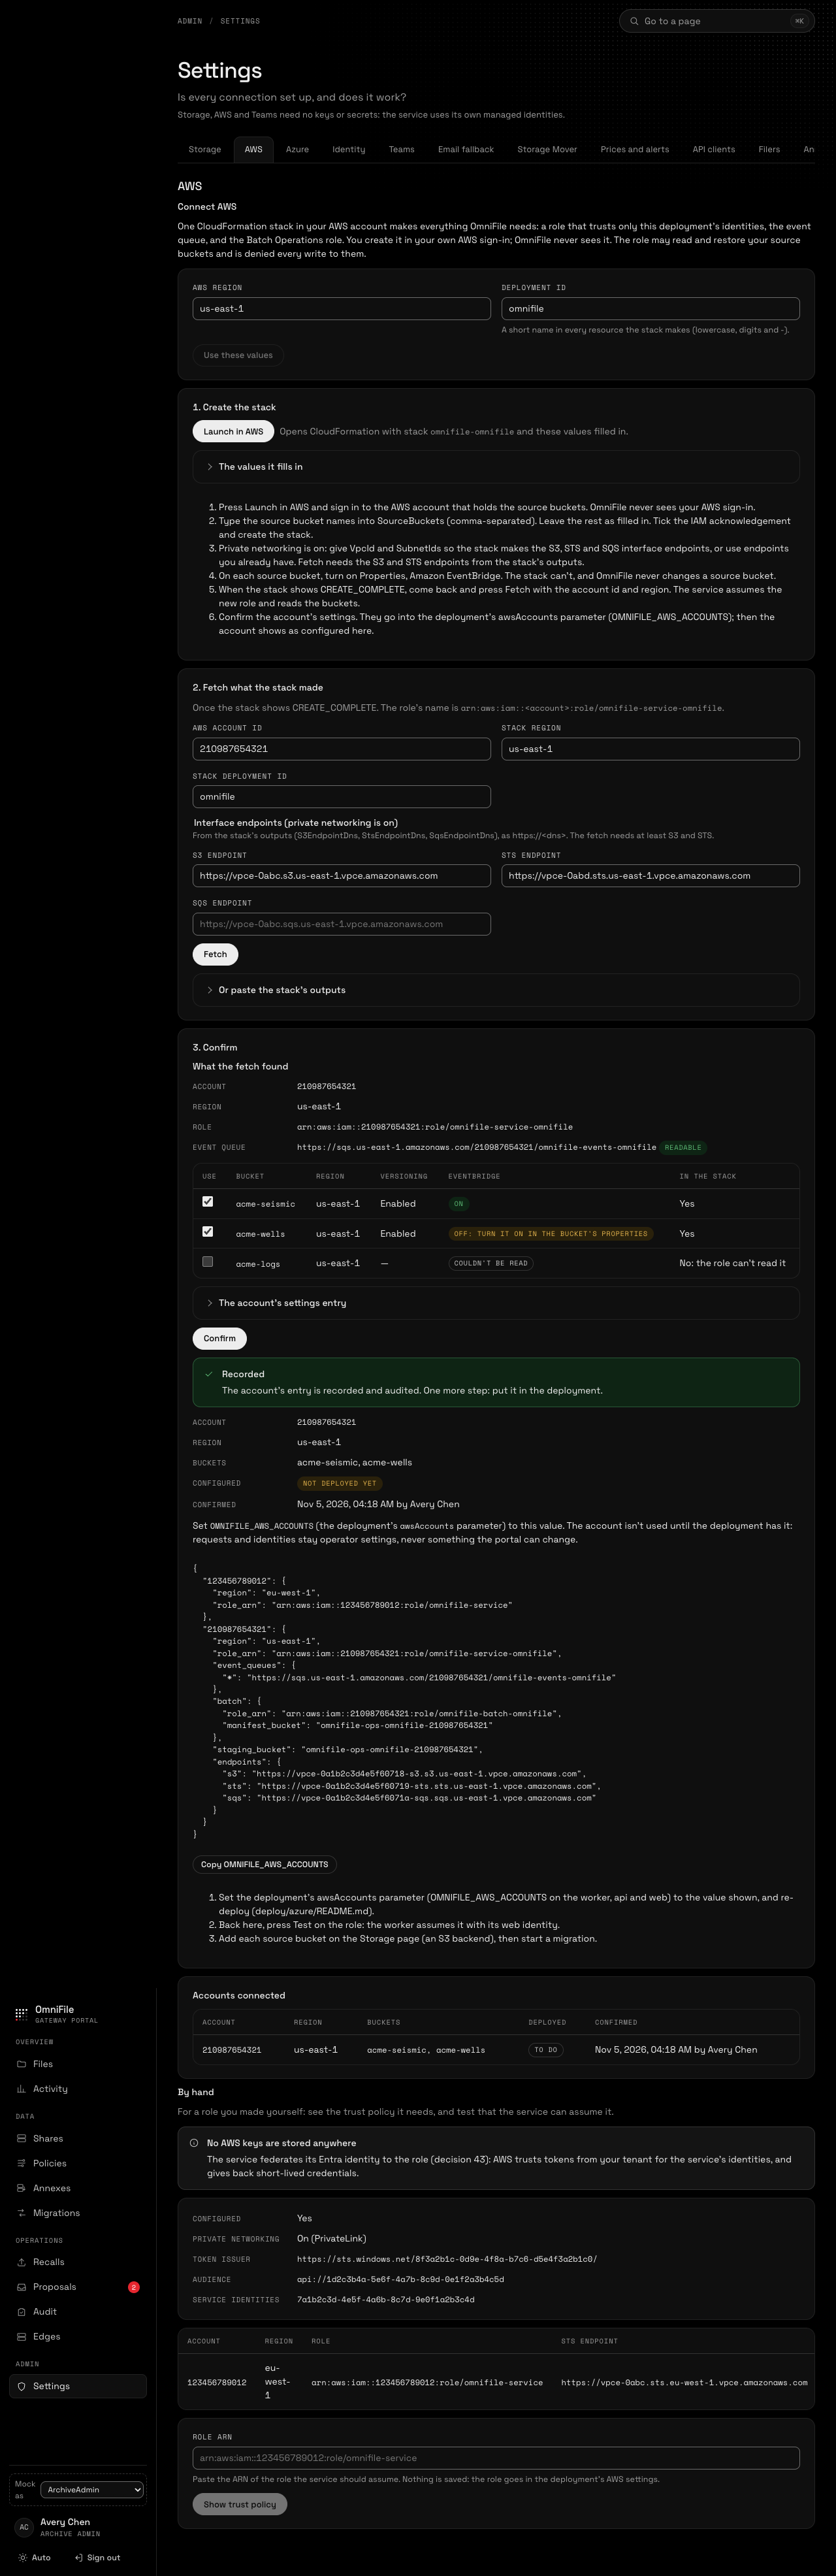 ADMIN / SETTINGS
Go to a page
⌘K
Settings
Is every connection set up, and does it work?
Storage, AWS and Teams need no keys or secrets: the service uses its own managed identities.
Storage AWS Azure Identity Teams Email fallback Storage Mover Prices and alerts API clients Filers An
AWS
Connect AWS
One CloudFormation stack in your AWS account makes everything OmniFile needs: a role that trusts only this deployment's identities, the event
queue, and the Batch Operations role. You create it in your own AWS sign-in; OmniFile never sees it. The role may read and restore your source
buckets and is denied every write to them.
AWS REGION DEPLOYMENT ID
us-east-1 omnifile
A short name in every resource the stack makes (lowercase, digits and -).
Use these values
1. Create the stack
Launch in AWS Opens CloudFormation with stack omnifile-omnifile and these values filled in.
The values it fills in
1. Press Launch in AWS and sign in to the AWS account that holds the source buckets. OmniFile never sees your AWS sign-in.
2. Type the source bucket names into SourceBuckets (comma-separated). Leave the rest as filled in. Tick the IAM acknowledgement
and create the stack.
3. Private networking is on: give VpcId and SubnetIds so the stack makes the S3, STS and SQS interface endpoints, or use endpoints
you already have. Fetch needs the S3 and STS endpoints from the stack's outputs.
4. On each source bucket, turn on Properties, Amazon EventBridge. The stack can't, and OmniFile never changes a source bucket.
5. When the stack shows CREATE_COMPLETE, come back and press Fetch with the account id and region. The service assumes the
new role and reads the buckets.
6. Confirm the account's settings. They go into the deployment's awsAccounts parameter (OMNIFILE_AWS_ACCOUNTS); then the
account shows as configured here.
2. Fetch what the stack made
Once the stack shows CREATE_COMPLETE. The role's name is arn:aws:iam::<account>:role/omnifile-service-omnifile.
AWS ACCOUNT ID STACK REGION
210987654321 us-east-1
STACK DEPLOYMENT ID
omnifile
Interface endpoints (private networking is on)
From the stack's outputs (S3EndpointDns, StsEndpointDns, SqsEndpointDns), as https://<dns>. The fetch needs at least S3 and STS.
S3 ENDPOINT STS ENDPOINT
https://vpce-0abc.s3.us-east-1.vpce.amazonaws.com https://vpce-0abd.sts.us-east-1.vpce.amazonaws.com
SQS ENDPOINT
https://vpce-0abc.sqs.us-east-1.vpce.amazonaws.com
Fetch
Or paste the stack's outputs
3. Confirm
What the fetch found
ACCOUNT 210987654321
REGION us-east-1
ROLE arn:aws:iam::210987654321:role/omnifile-service-omnifile
EVENT QUEUE https://sqs.us-east-1.amazonaws.com/210987654321/omnifile-events-omnifile READABLE
USE BUCKET REGION VERSIONING EVENTBRIDGE IN THE STACK
acme-seismic us-east-1 Enabled ON Yes
acme-wells us-east-1 Enabled OFF: TURN IT ON IN THE BUCKET'S PROPERTIES Yes
acme-logs us-east-1 — COULDN'T BE READ No: the role can't read it
The account's settings entry
Confirm
Recorded
The account's entry is recorded and audited. One more step: put it in the deployment.
ACCOUNT 210987654321
REGION us-east-1
BUCKETS acme-seismic, acme-wells
CONFIGURED NOT DEPLOYED YET
CONFIRMED Nov 5, 2026, 04:18 AM by Avery Chen
Set OMNIFILE_AWS_ACCOUNTS (the deployment's awsAccounts parameter) to this value. The account isn't used until the deployment has it:
requests and identities stay operator settings, never something the portal can change.
{
"123456789012": {
"region": "eu-west-1",
"role_arn": "arn:aws:iam::123456789012:role/omnifile-service"
},
"210987654321": {
"region": "us-east-1",
"role_arn": "arn:aws:iam::210987654321:role/omnifile-service-omnifile",
"event_queues": {
"*": "https://sqs.us-east-1.amazonaws.com/210987654321/omnifile-events-omnifile"
},
"batch": {
"role_arn": "arn:aws:iam::210987654321:role/omnifile-batch-omnifile",
"manifest_bucket": "omnifile-ops-omnifile-210987654321"
},
"staging_bucket": "omnifile-ops-omnifile-210987654321",
"endpoints": {
"s3": "https://vpce-0a1b2c3d4e5f60718-s3.s3.us-east-1.vpce.amazonaws.com",
"sts": "https://vpce-0a1b2c3d4e5f60719-sts.sts.us-east-1.vpce.amazonaws.com",
"sqs": "https://vpce-0a1b2c3d4e5f6071a-sqs.sqs.us-east-1.vpce.amazonaws.com"
}
}
}
Copy OMNIFILE_AWS_ACCOUNTS
1. Set the deployment's awsAccounts parameter (OMNIFILE_AWS_ACCOUNTS on the worker, api and web) to the value shown, and re-
deploy (deploy/azure/README.md).
2. Back here, press Test on the role: the worker assumes it with its web identity.
3. Add each source bucket on the Storage page (an S3 backend), then start a migration.
Accounts connected
ACCOUNT REGION BUCKETS DEPLOYED CONFIRMED
210987654321 us-east-1 acme-seismic, acme-wells TO DO Nov 5, 2026, 04:18 AM by Avery Chen
By hand
For a role you made yourself: see the trust policy it needs, and test that the service can assume it.
No AWS keys are stored anywhere
The service federates its Entra identity to the role (decision 43): AWS trusts tokens from your tenant for the service's identities, and
gives back short-lived credentials.
CONFIGURED Yes
PRIVATE NETWORKING On (PrivateLink)
TOKEN ISSUER https://sts.windows.net/8f3a2b1c-0d9e-4f8a-b7c6-d5e4f3a2b1c0/
AUDIENCE api://1d2c3b4a-5e6f-4a7b-8c9d-0e1f2a3b4c5d
SERVICE IDENTITIES 7a1b2c3d-4e5f-4a6b-8c7d-9e0f1a2b3c4d
ACCOUNT REGION ROLE STS ENDPOINT
123456789012 eu-west-1 arn:aws:iam::123456789012:role/omnifile-service https://vpce-0abc.sts.eu-west-1.vpce.amazonaws.com
ROLE ARN
arn:aws:iam::123456789012:role/omnifile-service
Paste the ARN of the role the service should assume. Nothing is saved: the role goes in the deployment's AWS settings.
Show trust policy
OmniFile
GATEWAY PORTAL
OVERVIEW
Files
Activity
DATA
Shares
Policies
Annexes
Migrations
OPERATIONS
Recalls
Proposals 2
Audit
Edges
ADMIN
Settings
Mock as ArchiveAdmin
AC Avery Chen
ARCHIVE ADMIN
Auto Sign out